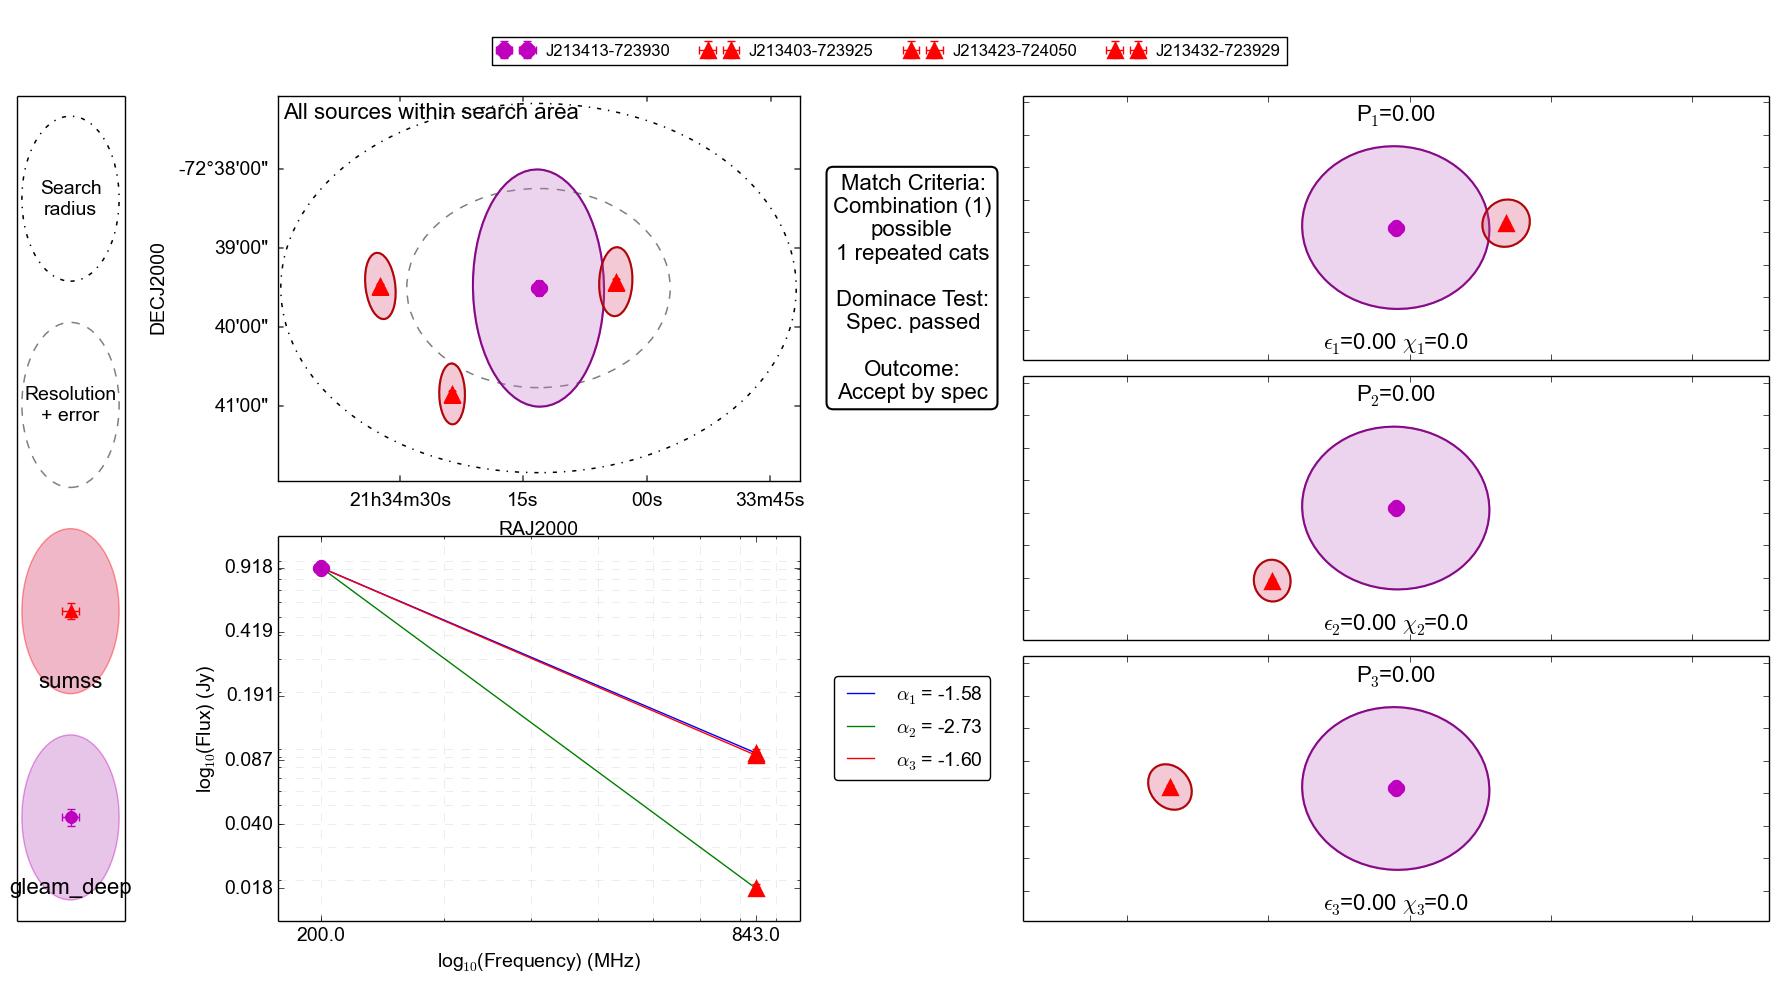 J213413-723930 J213403-723925 J213423-724050 J213432-723929
Search
radius
Resolution
+ error
sumss
gleam_deep
All sources within search area
DECJ2000
-72°38'00"
39'00"
40'00"
41'00"
21h34m30s 15s 00s 33m45s
RAJ2000
Match Criteria:
Combination (1)
possible
1 repeated cats
Dominace Test:
Spec. passed
Outcome:
Accept by spec
log₁₀(Flux) (Jy)
0.918
0.419
0.191
0.087
0.040
0.018
200.0 843.0
log₁₀(Frequency) (MHz)
α₁ = -1.58
α₂ = -2.73
α₃ = -1.60
P₁=0.00
ϵ₁=0.00 χ₁=0.0
P₂=0.00
ϵ₂=0.00 χ₂=0.0
P₃=0.00
ϵ₃=0.00 χ₃=0.0